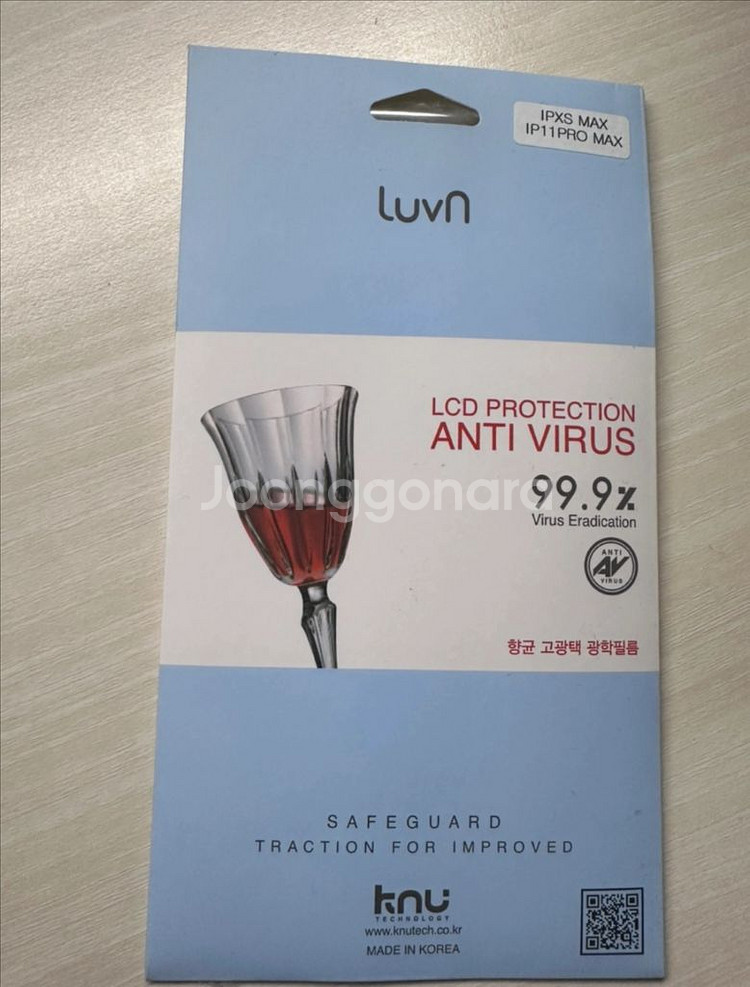 IPXS MAX
IP11PRO MAX
Luvn
LCD PROTECTION
ANTI VIRUS
Joonggonara
99.9%
Virus Eradication
ANTI
AV
VIRUS
향균 고광택 광학필름
SAFEGUARD
TRACTION FOR IMPROVED
knu
TECHNOLOGY
www.knutech.co.kr
MADE IN KOREA